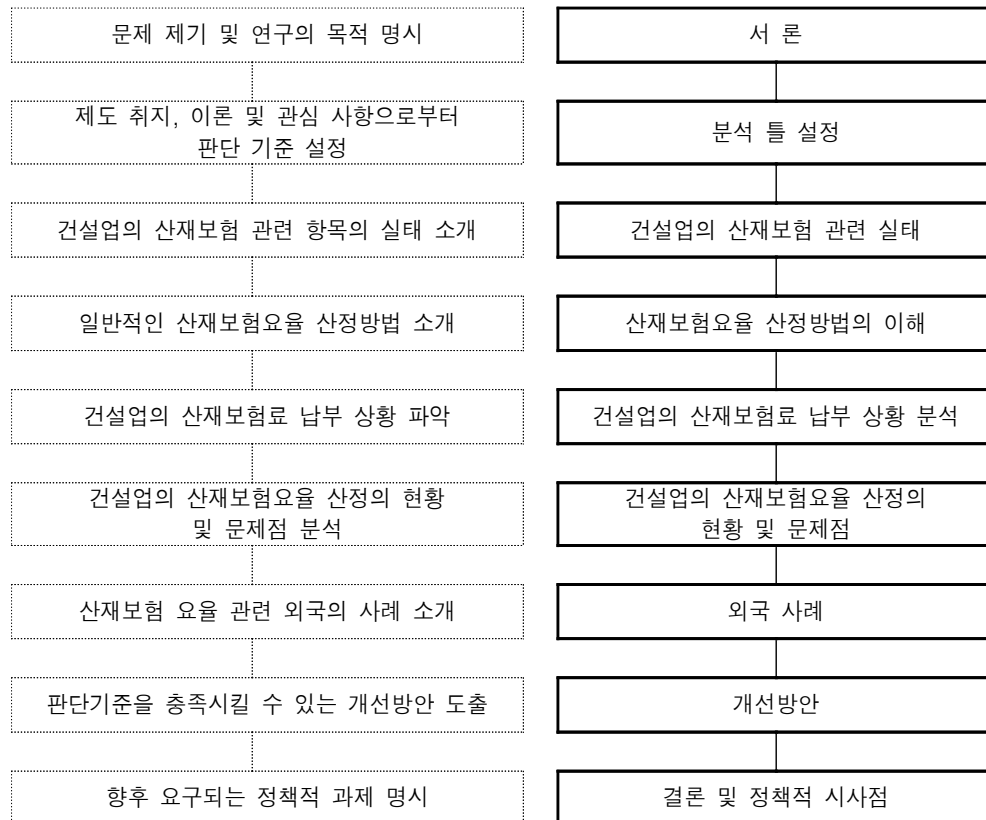 문제 제기 및 연구의 목적 명시
서 론
제도 취지, 이론 및 관심 사항으로부터
판단 기준 설정
분석 틀 설정
건설업의 산재보험 관련 항목의 실태 소개
건설업의 산재보험 관련 실태
일반적인 산재보험요율 산정방법 소개
산재보험요율 산정방법의 이해
건설업의 산재보험료 납부 상황 파악
건설업의 산재보험료 납부 상황 분석
건설업의 산재보험요율 산정의 현황
및 문제점 분석
건설업의 산재보험요율 산정의
현황 및 문제점
산재보험 요율 관련 외국의 사례 소개
외국 사례
판단기준을 충족시킬 수 있는 개선방안 도출
개선방안
향후 요구되는 정책적 과제 명시
결론 및 정책적 시사점